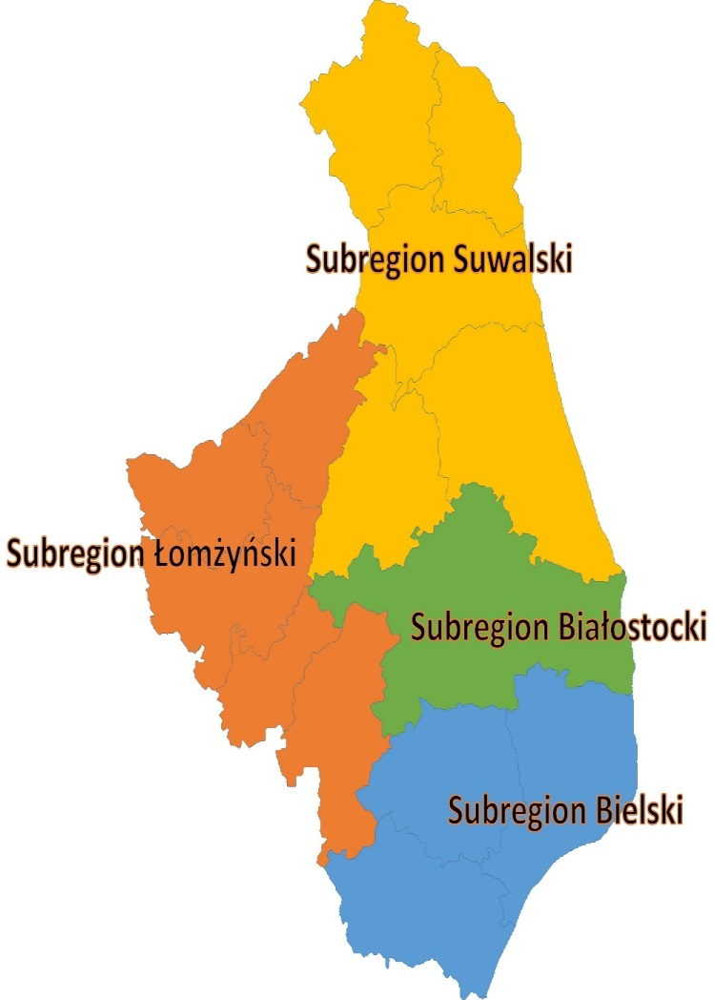 Subregion Suwalski
Subregion Łomżyński
Subregion Białostocki
Subregion Bielski